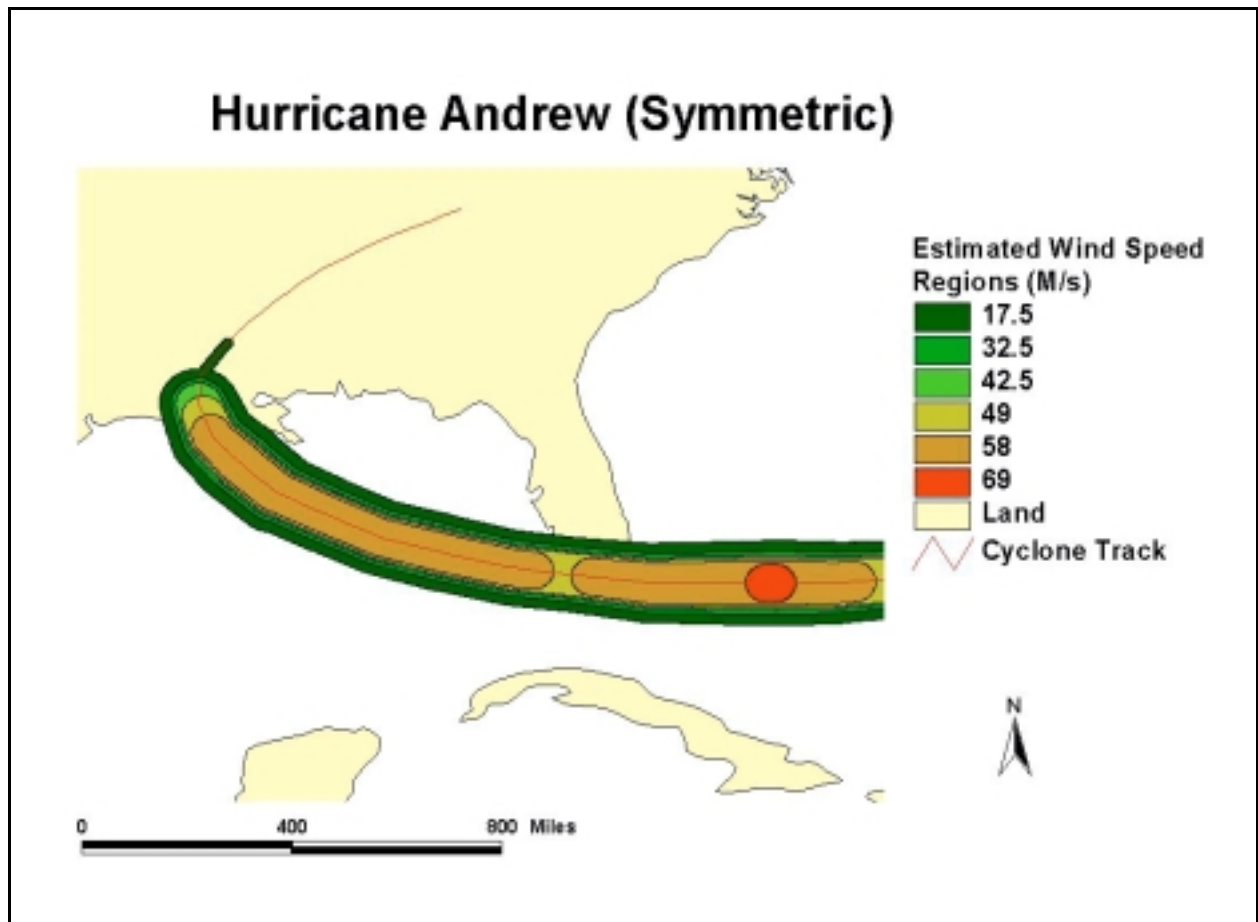 Hurricane Andrew (Symmetric)
Estimated Wind Speed
Regions (M/s)
17.5
32.5
42.5
49
58
69
Land
Cyclone Track
N
0 400 800 Miles